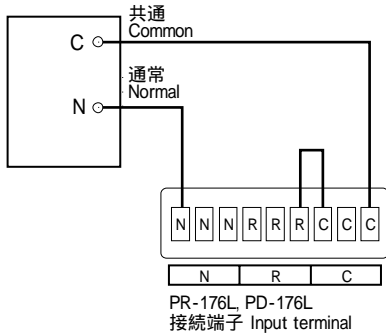 共通
Common
C
通常
Normal
N
N N N R R R C C C
N R C
PR-176L, PD-176L
接続端子 Input terminal